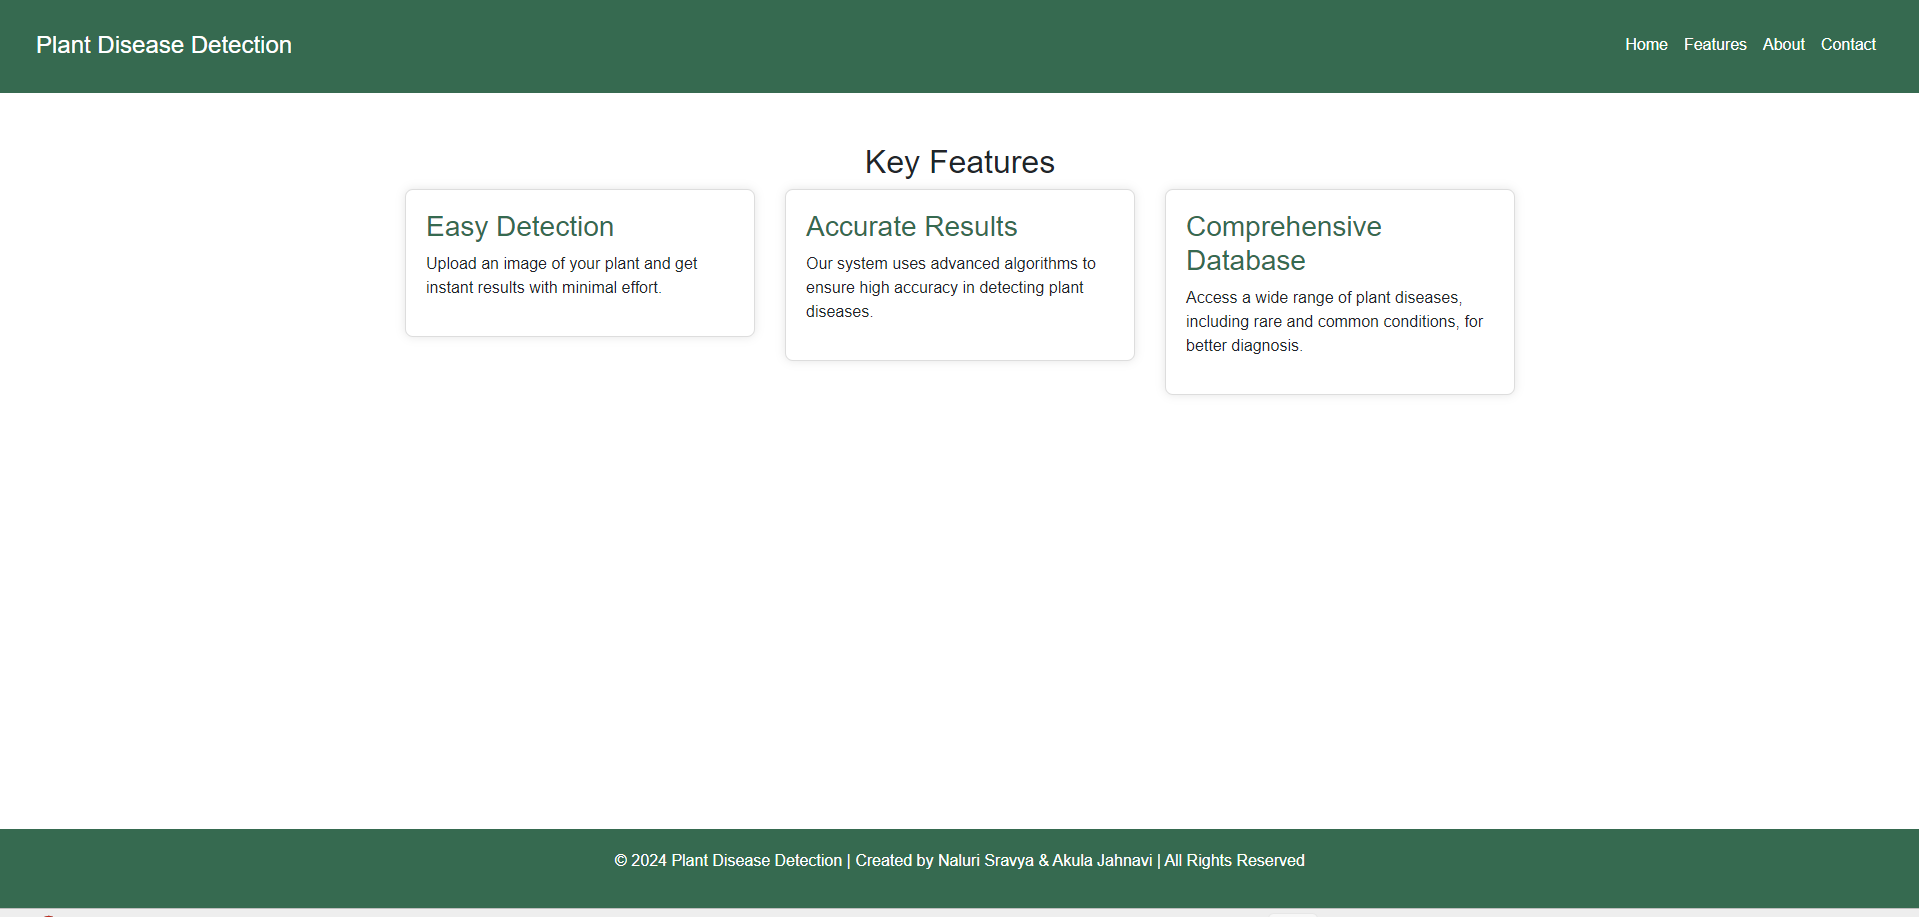 Plant Disease Detection
Home Features About Contact
Key Features
Easy Detection
Upload an image of your plant and get
instant results with minimal effort.
Accurate Results
Our system uses advanced algorithms to
ensure high accuracy in detecting plant
diseases.
Comprehensive
Database
Access a wide range of plant diseases,
including rare and common conditions, for
better diagnosis.
© 2024 Plant Disease Detection | Created by Naluri Sravya & Akula Jahnavi | All Rights Reserved